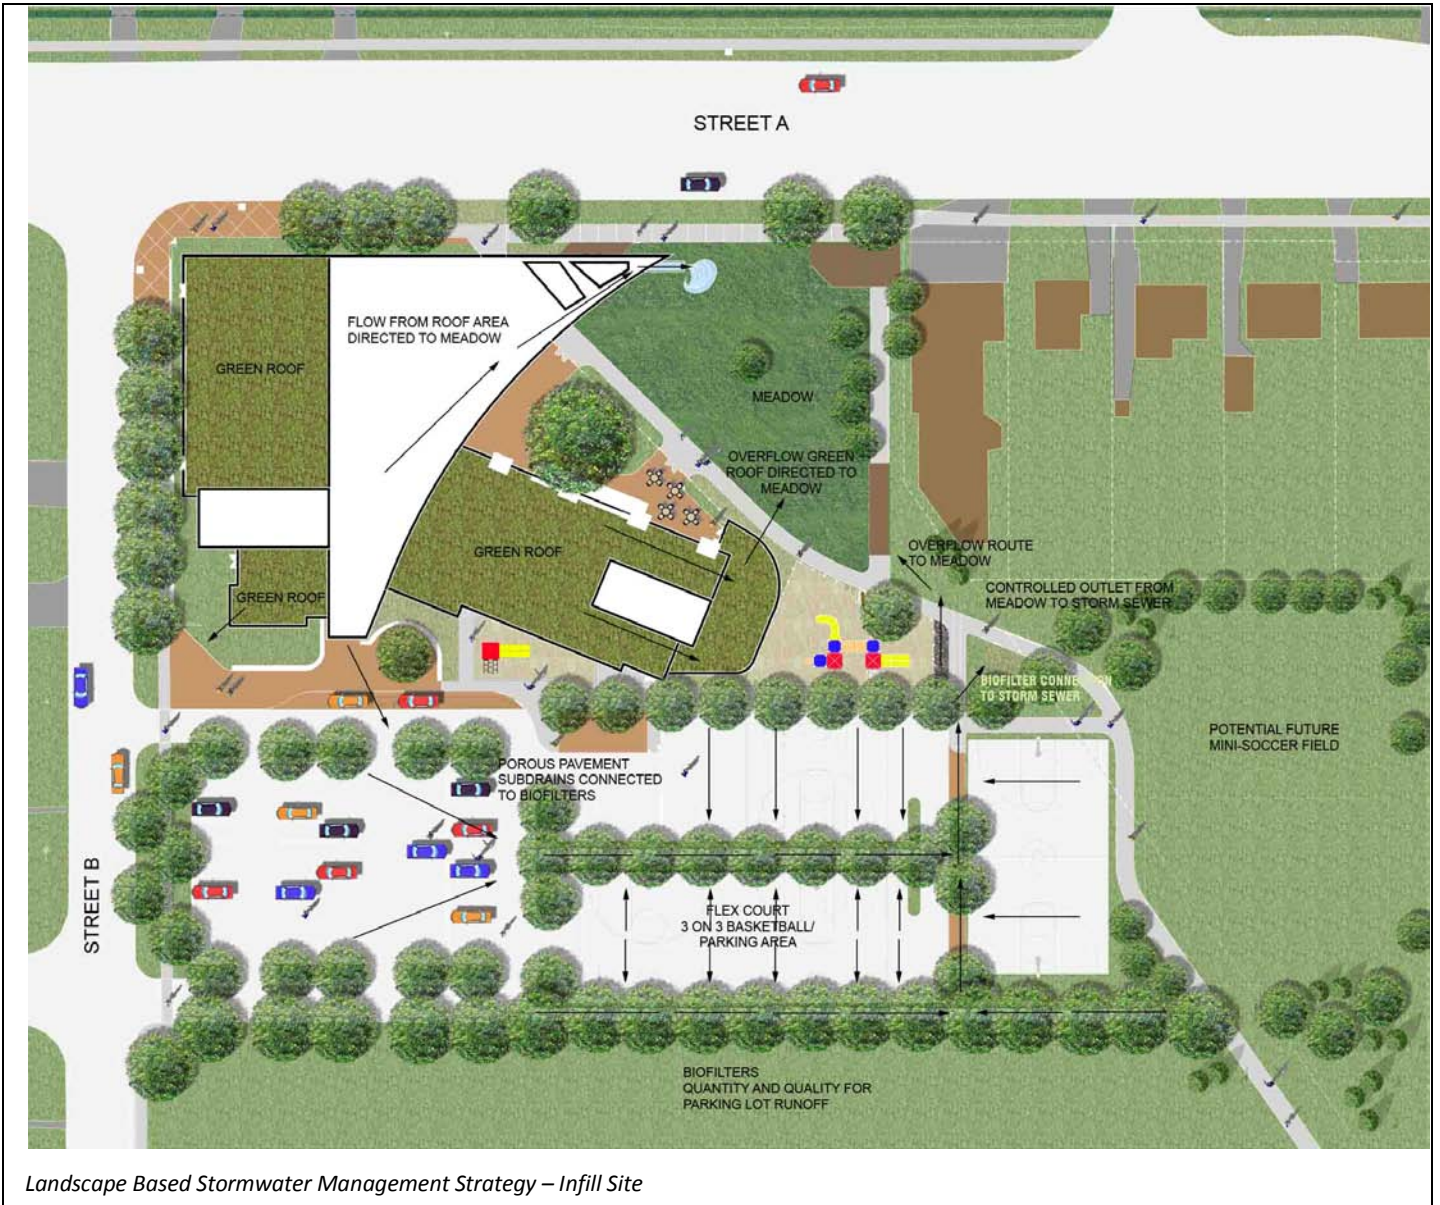 STREET A
FLOW FROM ROOF AREA
DIRECTED TO MEADOW
GREEN ROOF
MEADOW
OVERFLOW GREEN
ROOF DIRECTED TO
MEADOW
GREEN ROOF
OVERFLOW ROUTE
TO MEADOW
CONTROLLED OUTLET FROM
MEADOW TO STORM SEWER
GREEN ROOF
BIOFILTER CONNECTION
TO STORM SEWER
POTENTIAL FUTURE
MINI-SOCCER FIELD
POROUS PAVEMENT
SUBDRAINS CONNECTED
TO BIOFILTERS
STREET B
FLEX COURT
3 ON 3 BASKETBALL/
PARKING AREA
BIOFILTERS
QUANTITY AND QUALITY FOR
PARKING LOT RUNOFF
Landscape Based Stormwater Management Strategy – Infill Site